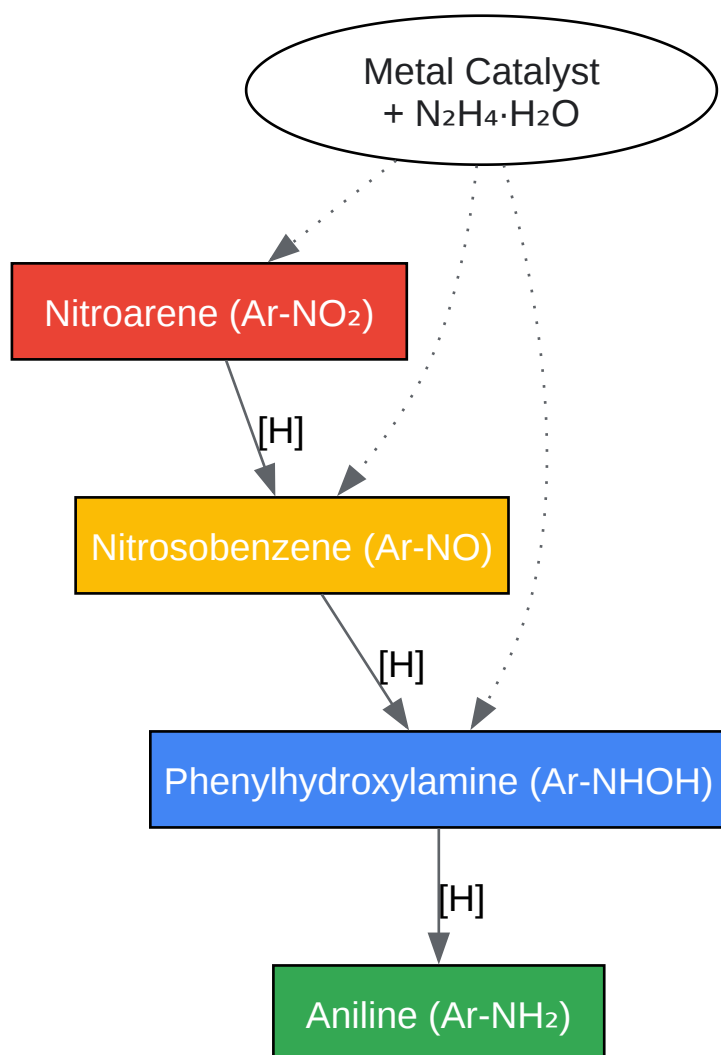 Metal Catalyst
+ N₂H₄·H₂O
Nitroarene (Ar-NO₂)
[H]
Nitrosobenzene (Ar-NO)
[H]
Phenylhydroxylamine (Ar-NHOH)
[H]
Aniline (Ar-NH₂)